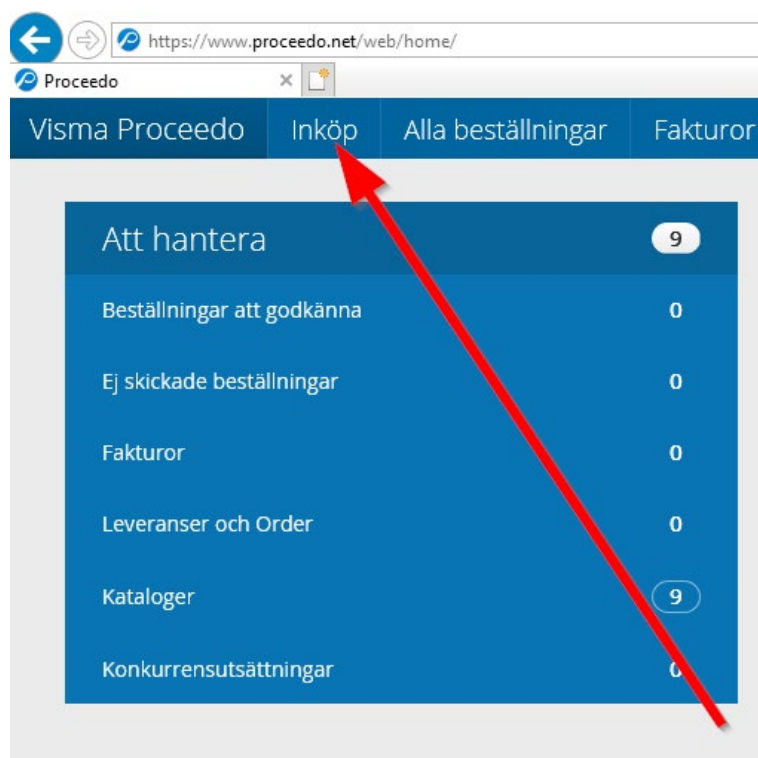 https://www.proceedo.net/web/home/
Proceedo
Visma Proceedo Inköp Alla beställningar Fakturor
Att hantera 9
Beställningar att godkänna 0
Ej skickade beställningar 0
Fakturor 0
Leveranser och Order 0
Kataloger 9
Konkurrensutsättningar 0